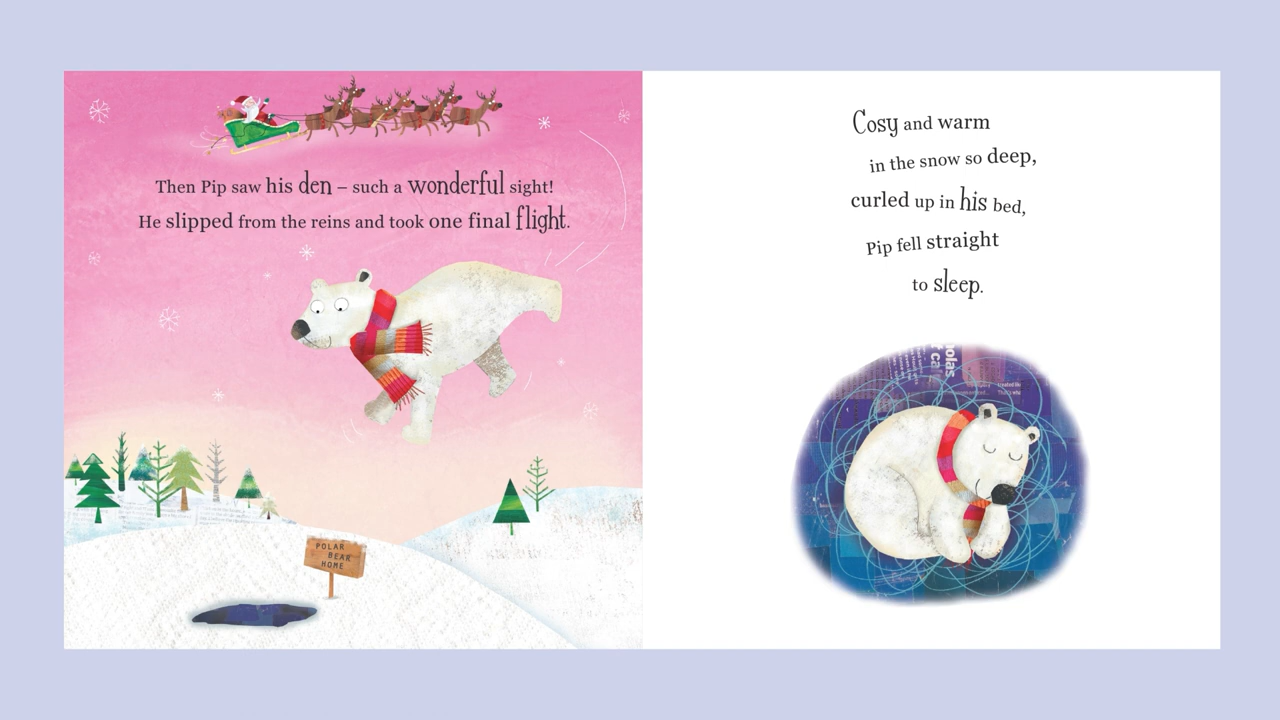 Then Pip saw his den – such a wonderful sight!
He slipped from the reins and took one final flight.
POLAR
BEAR
HOME
Cosy and warm
in the snow so deep,
curled up in his bed,
Pip fell straight
to sleep.